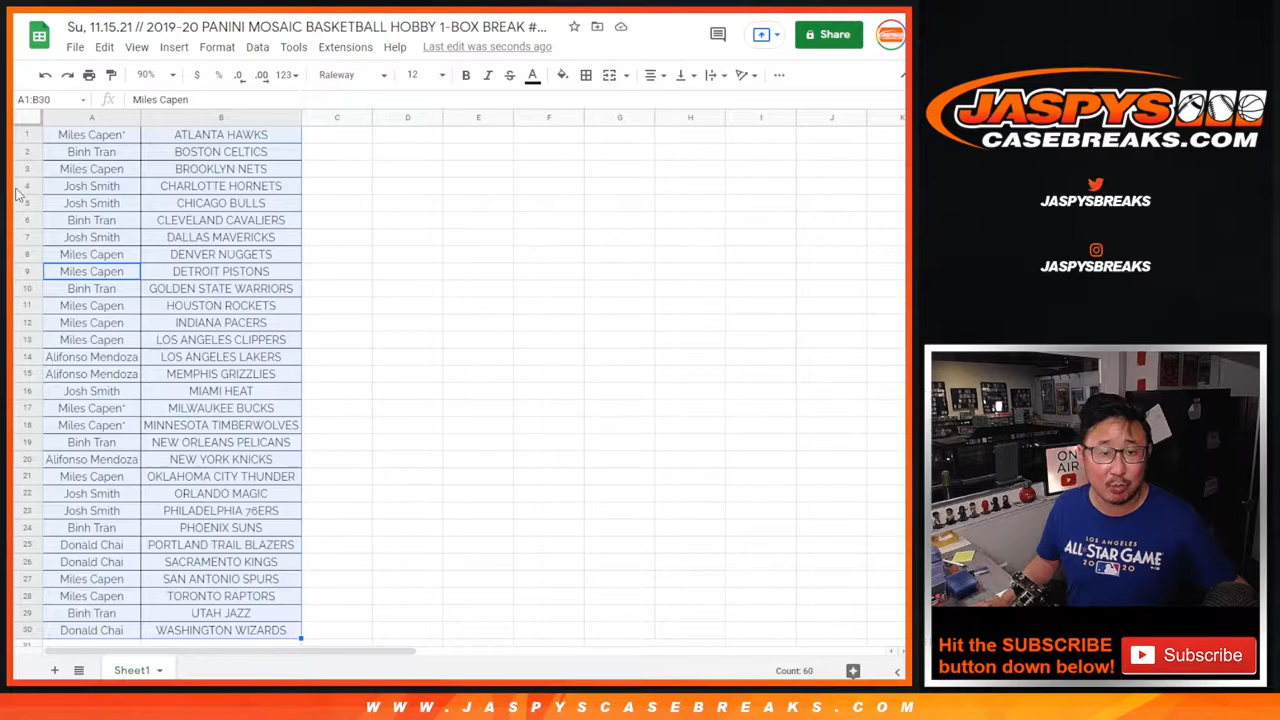 Su, 11.15.21 // 2019-20 PANINI MOSAIC BASKETBALL HOBBY 1-BOX BREAK #...
File Edit View Insert Format Data Tools Extensions Help Last edit was seconds ago
Share
90% $ % .0 .00 123 Raleway 12 B I S A
A1:B30 fx Miles Capen
A B C D E F G H I J K
1 Miles Capen* ATLANTA HAWKS
2 Binh Tran BOSTON CELTICS
3 Miles Capen BROOKLYN NETS
4 Josh Smith CHARLOTTE HORNETS
5 Josh Smith CHICAGO BULLS
6 Binh Tran CLEVELAND CAVALIERS
7 Josh Smith DALLAS MAVERICKS
8 Miles Capen DENVER NUGGETS
9 Miles Capen DETROIT PISTONS
10 Binh Tran GOLDEN STATE WARRIORS
11 Miles Capen HOUSTON ROCKETS
12 Miles Capen INDIANA PACERS
13 Miles Capen LOS ANGELES CLIPPERS
14 Alifonso Mendoza LOS ANGELES LAKERS
15 Alifonso Mendoza MEMPHIS GRIZZLIES
16 Josh Smith MIAMI HEAT
17 Miles Capen* MILWAUKEE BUCKS
18 Miles Capen* MINNESOTA TIMBERWOLVES
19 Binh Tran NEW ORLEANS PELICANS
20 Alifonso Mendoza NEW YORK KNICKS
21 Miles Capen OKLAHOMA CITY THUNDER
22 Josh Smith ORLANDO MAGIC
23 Josh Smith PHILADELPHIA 76ERS
24 Binh Tran PHOENIX SUNS
25 Donald Chai PORTLAND TRAIL BLAZERS
26 Donald Chai SACRAMENTO KINGS
27 Miles Capen SAN ANTONIO SPURS
28 Miles Capen TORONTO RAPTORS
29 Binh Tran UTAH JAZZ
30 Donald Chai WASHINGTON WIZARDS
31
Sheet1
Count: 60
JASPYS
CASEBREAKS.COM
JASPYSBREAKS
JASPYSBREAKS
ON
AIR
LOS ANGELES
ALL-STAR GAME
2020
Hit the SUBSCRIBE
button down below!
Subscribe
WWW.JASPYSCASEBREAKS.COM